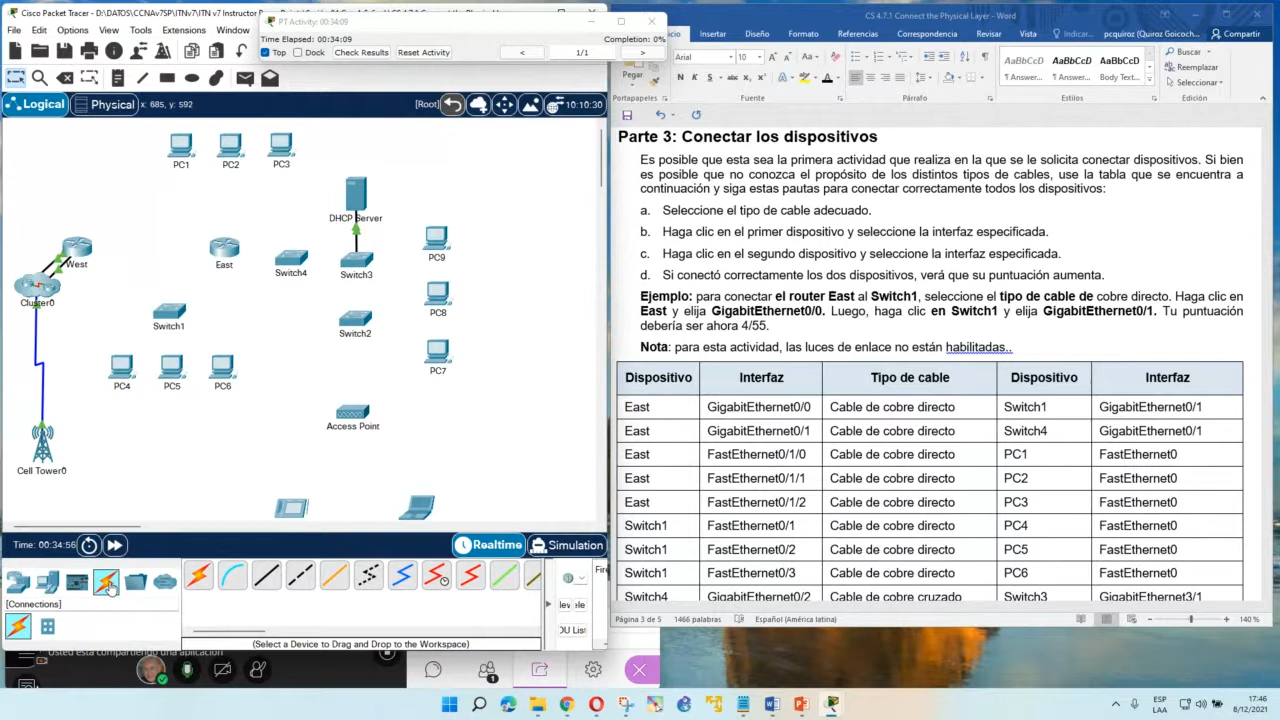 Cisco Packet Tracer - D:\DATOS\CCNAv7SP\ITNv7\ITN v7 Instructor
File Edit Options View Tools Extensions Window
PT Activity: 00:34:09
Time Elapsed: 00:34:09 Completion: 0%
Top Dock Check Results Reset Activity < 1/1 >
Logical Physical x: 685, y: 592 [Root] 10:10:30
PC1 PC2 PC3
DHCP Server
West East Switch4 Switch3 PC9
Cluster0
PC8
Switch1 Switch2
PC4 PC5 PC6 PC7
Access Point
Cell Tower0
Time: 00:34:56 Realtime Simulation
[Connections]
(Select a Device to Drag and Drop to the Workspace)
Usted está compartiendo una aplicación
CS 4.7.1 Connect the Physical Layer - Word
Insertar Diseño Formato Referencias Correspondencia Revisar Vista Indicar... pcquiroz (Quiroz Goicoch... Compartir
Pegar Arial 10 AaBbCcD AaBbCc AaBbCcD Buscar
N K S Reemplazar
¶ Answer... ¶ Answer... Body Text... Seleccionar
Portapapeles Fuente Párrafo Estilos Edición
Parte 3: Conectar los dispositivos
Es posible que esta sea la primera actividad que realiza en la que se le solicita conectar dispositivos. Si bien
es posible que no conozca el propósito de los distintos tipos de cables, use la tabla que se encuentra a
continuación y siga estas pautas para conectar correctamente todos los dispositivos:
a. Seleccione el tipo de cable adecuado.
b. Haga clic en el primer dispositivo y seleccione la interfaz especificada.
c. Haga clic en el segundo dispositivo y seleccione la interfaz especificada.
d. Si conectó correctamente los dos dispositivos, verá que su puntuación aumenta.
Ejemplo: para conectar el router East al Switch1, seleccione el tipo de cable de cobre directo. Haga clic en
East y elija GigabitEthernet0/0. Luego, haga clic en Switch1 y elija GigabitEthernet0/1. Tu puntuación
debería ser ahora 4/55.
Nota: para esta actividad, las luces de enlace no están habilitadas..
Dispositivo Interfaz Tipo de cable Dispositivo Interfaz
East GigabitEthernet0/0 Cable de cobre directo Switch1 GigabitEthernet0/1
East GigabitEthernet0/1 Cable de cobre directo Switch4 GigabitEthernet0/1
East FastEthernet0/1/0 Cable de cobre directo PC1 FastEthernet0
East FastEthernet0/1/1 Cable de cobre directo PC2 FastEthernet0
East FastEthernet0/1/2 Cable de cobre directo PC3 FastEthernet0
Switch1 FastEthernet0/1 Cable de cobre directo PC4 FastEthernet0
Switch1 FastEthernet0/2 Cable de cobre directo PC5 FastEthernet0
Switch1 FastEthernet0/3 Cable de cobre directo PC6 FastEthernet0
Switch4 GigabitEthernet0/2 Cable de cobre cruzado Switch3 GigabitEthernet3/1
Página 3 de 5 1466 palabras Español (América latina) 140 %
ESP
LAA
17:46
8/12/2021